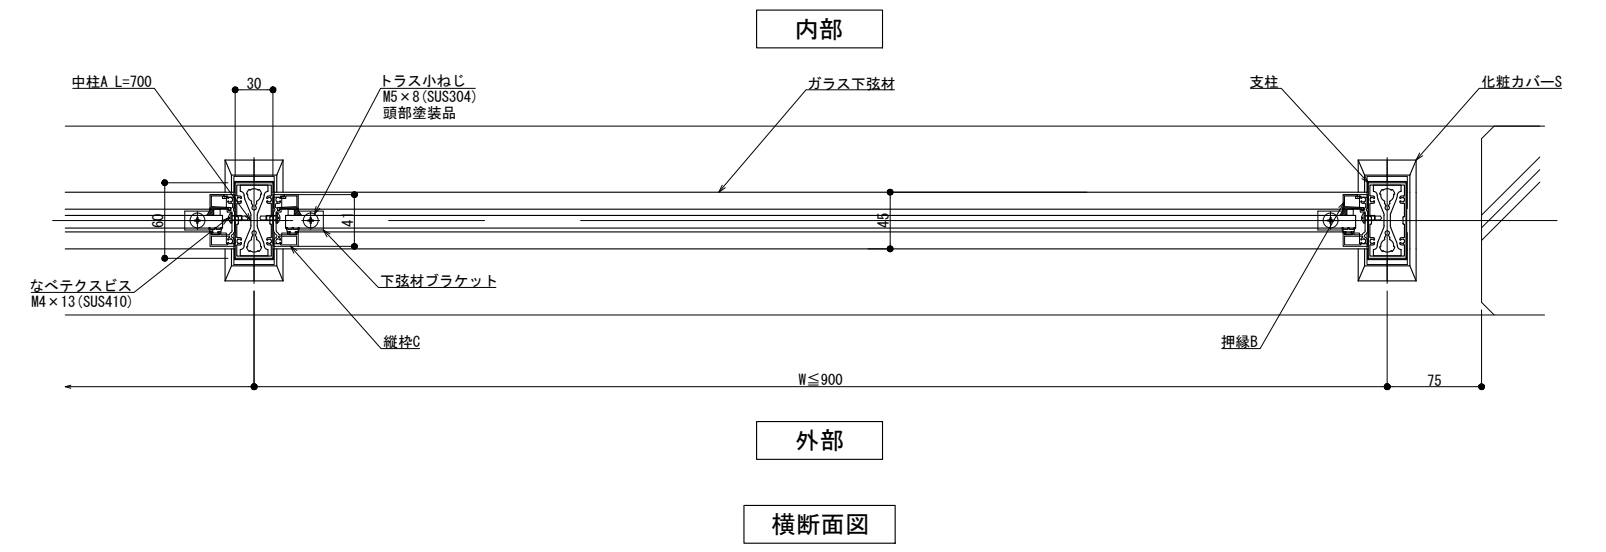 内部
中柱A L=700
30
トラス小ねじ
M5×8(SUS304)
頭部塗装品
ガラス下弦材
支柱
化粧カバーS
60
41
45
なべテクスビス
M4×13(SUS410)
下弦材ブラケット
縦枠C
押縁B
W≦900
75
外部
横断面図